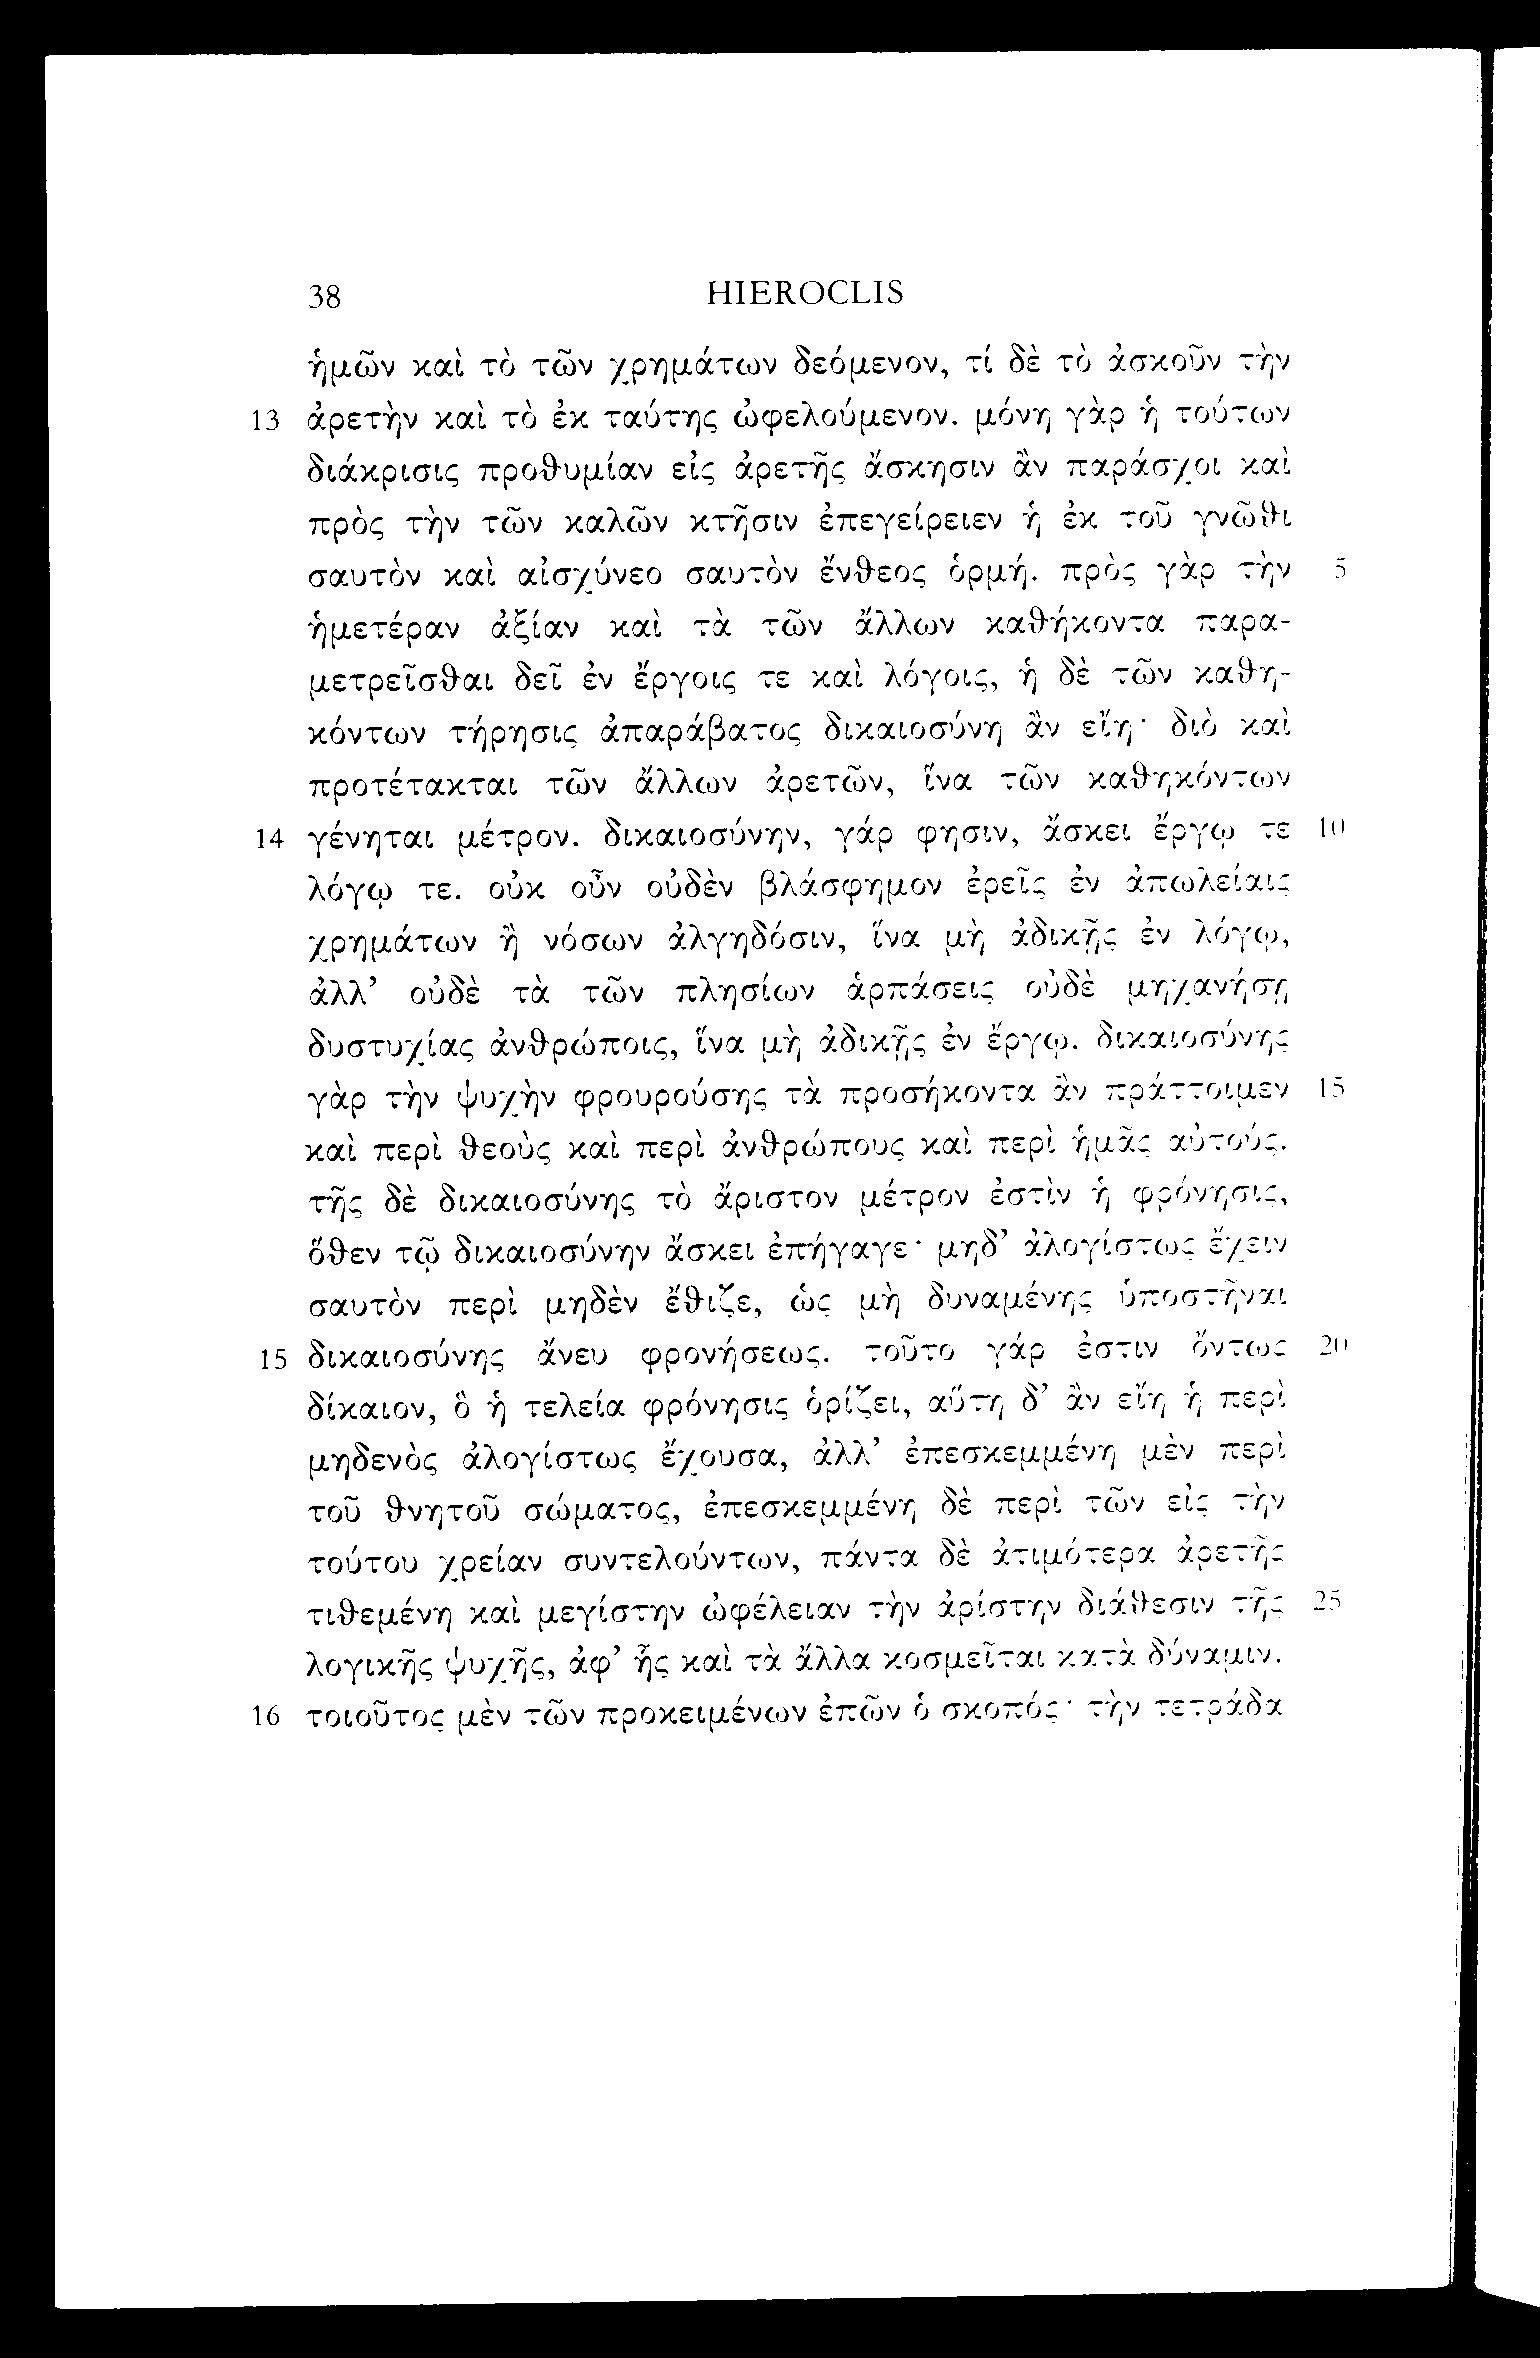 38 HIEROCLIS
ἡμῶν καὶ τὸ τῶν χρημάτων δεόμενον, τί δὲ τὸ ἀσκοῦν τὴν
13 ἀρετὴν καὶ τὸ ἐκ ταύτης ὠφελούμενον. μόνη γὰρ ἡ τούτων
διάκρισις προθυμίαν εἰς ἀρετῆς ἄσκησιν ἂν παράσχοι καὶ
πρὸς τὴν τῶν καλῶν κτῆσιν ἐπεγείρειεν ἡ ἐκ τοῦ γνῶθι
σαυτὸν καὶ αἰσχύνεο σαυτὸν ἔνθεος ὁρμή. πρὸς γὰρ τὴν 5
ἡμετέραν ἀξίαν καὶ τὰ τῶν ἄλλων καθήκοντα παρα-
μετρεῖσθαι δεῖ ἐν ἔργοις τε καὶ λόγοις, ἡ δὲ τῶν καθη-
κόντων τήρησις ἀπαράβατος δικαιοσύνη ἂν εἴη· διὸ καὶ
προτέτακται τῶν ἄλλων ἀρετῶν, ἵνα τῶν καθηκόντων
14 γένηται μέτρον. δικαιοσύνην, γάρ φησιν, ἄσκει ἔργῳ τε 10
λόγῳ τε. οὐκ οὖν οὐδὲν βλάσφημον ἐρεῖς ἐν ἀπωλείαις
χρημάτων ἢ νόσων ἀλγηδόσιν, ἵνα μὴ ἀδικῇς ἐν λόγῳ,
ἀλλ’ οὐδὲ τὰ τῶν πλησίων ἁρπάσεις οὐδὲ μηχανήσῃ
δυστυχίας ἀνθρώποις, ἵνα μὴ ἀδικῇς ἐν ἔργῳ. δικαιοσύνης
γὰρ τὴν ψυχὴν φρουρούσης τὰ προσήκοντα ἂν πράττοιμεν 15
καὶ περὶ θεοὺς καὶ περὶ ἀνθρώπους καὶ περὶ ἡμᾶς αὐτούς.
τῆς δὲ δικαιοσύνης τὸ ἄριστον μέτρον ἐστὶν ἡ φρόνησις,
ὅθεν τῷ δικαιοσύνην ἄσκει ἐπήγαγε· μηδ’ ἀλογίστως ἔχειν
σαυτὸν περὶ μηδὲν ἔθιζε, ὡς μὴ δυναμένης ὑποστῆναι
15 δικαιοσύνης ἄνευ φρονήσεως. τοῦτο γάρ ἐστιν ὄντως 20
δίκαιον, ὃ ἡ τελεία φρόνησις ὁρίζει, αὕτη δ’ ἂν εἴη ἡ περὶ
μηδενὸς ἀλογίστως ἔχουσα, ἀλλ’ ἐπεσκεμμένη μὲν περὶ
τοῦ θνητοῦ σώματος, ἐπεσκεμμένη δὲ περὶ τῶν εἰς τὴν
τούτου χρείαν συντελούντων, πάντα δὲ ἀτιμότερα ἀρετῆς
τιθεμένη καὶ μεγίστην ὠφέλειαν τὴν ἀρίστην διάθεσιν τῆς 25
λογικῆς ψυχῆς, ἀφ’ ἧς καὶ τὰ ἄλλα κοσμεῖται κατὰ δύναμιν.
16 τοιοῦτος μὲν τῶν προκειμένων ἐπῶν ὁ σκοπός· τὴν τετράδα